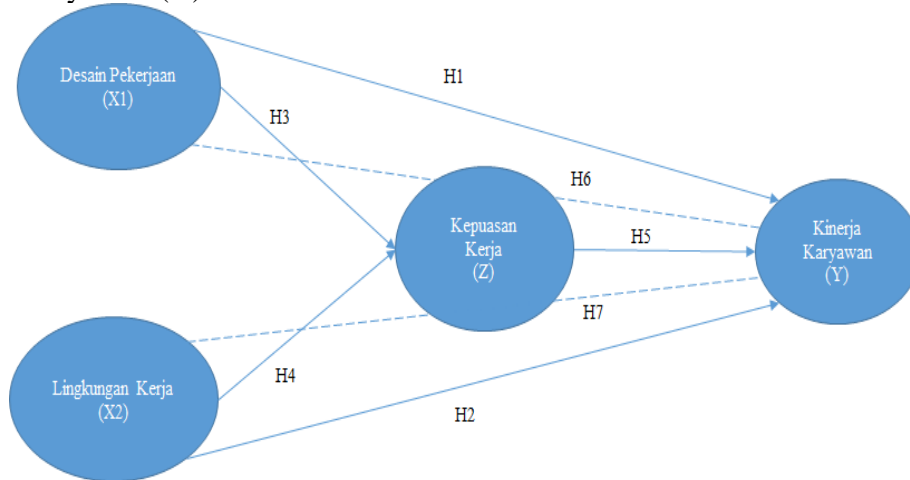 Desain Pekerjaan
(X1)
H1
H3
H6
Kepuasan
Kerja
(Z)
H5
Kinerja
Karyawan
(Y)
H7
H4
Lingkungan Kerja
(X2)
H2